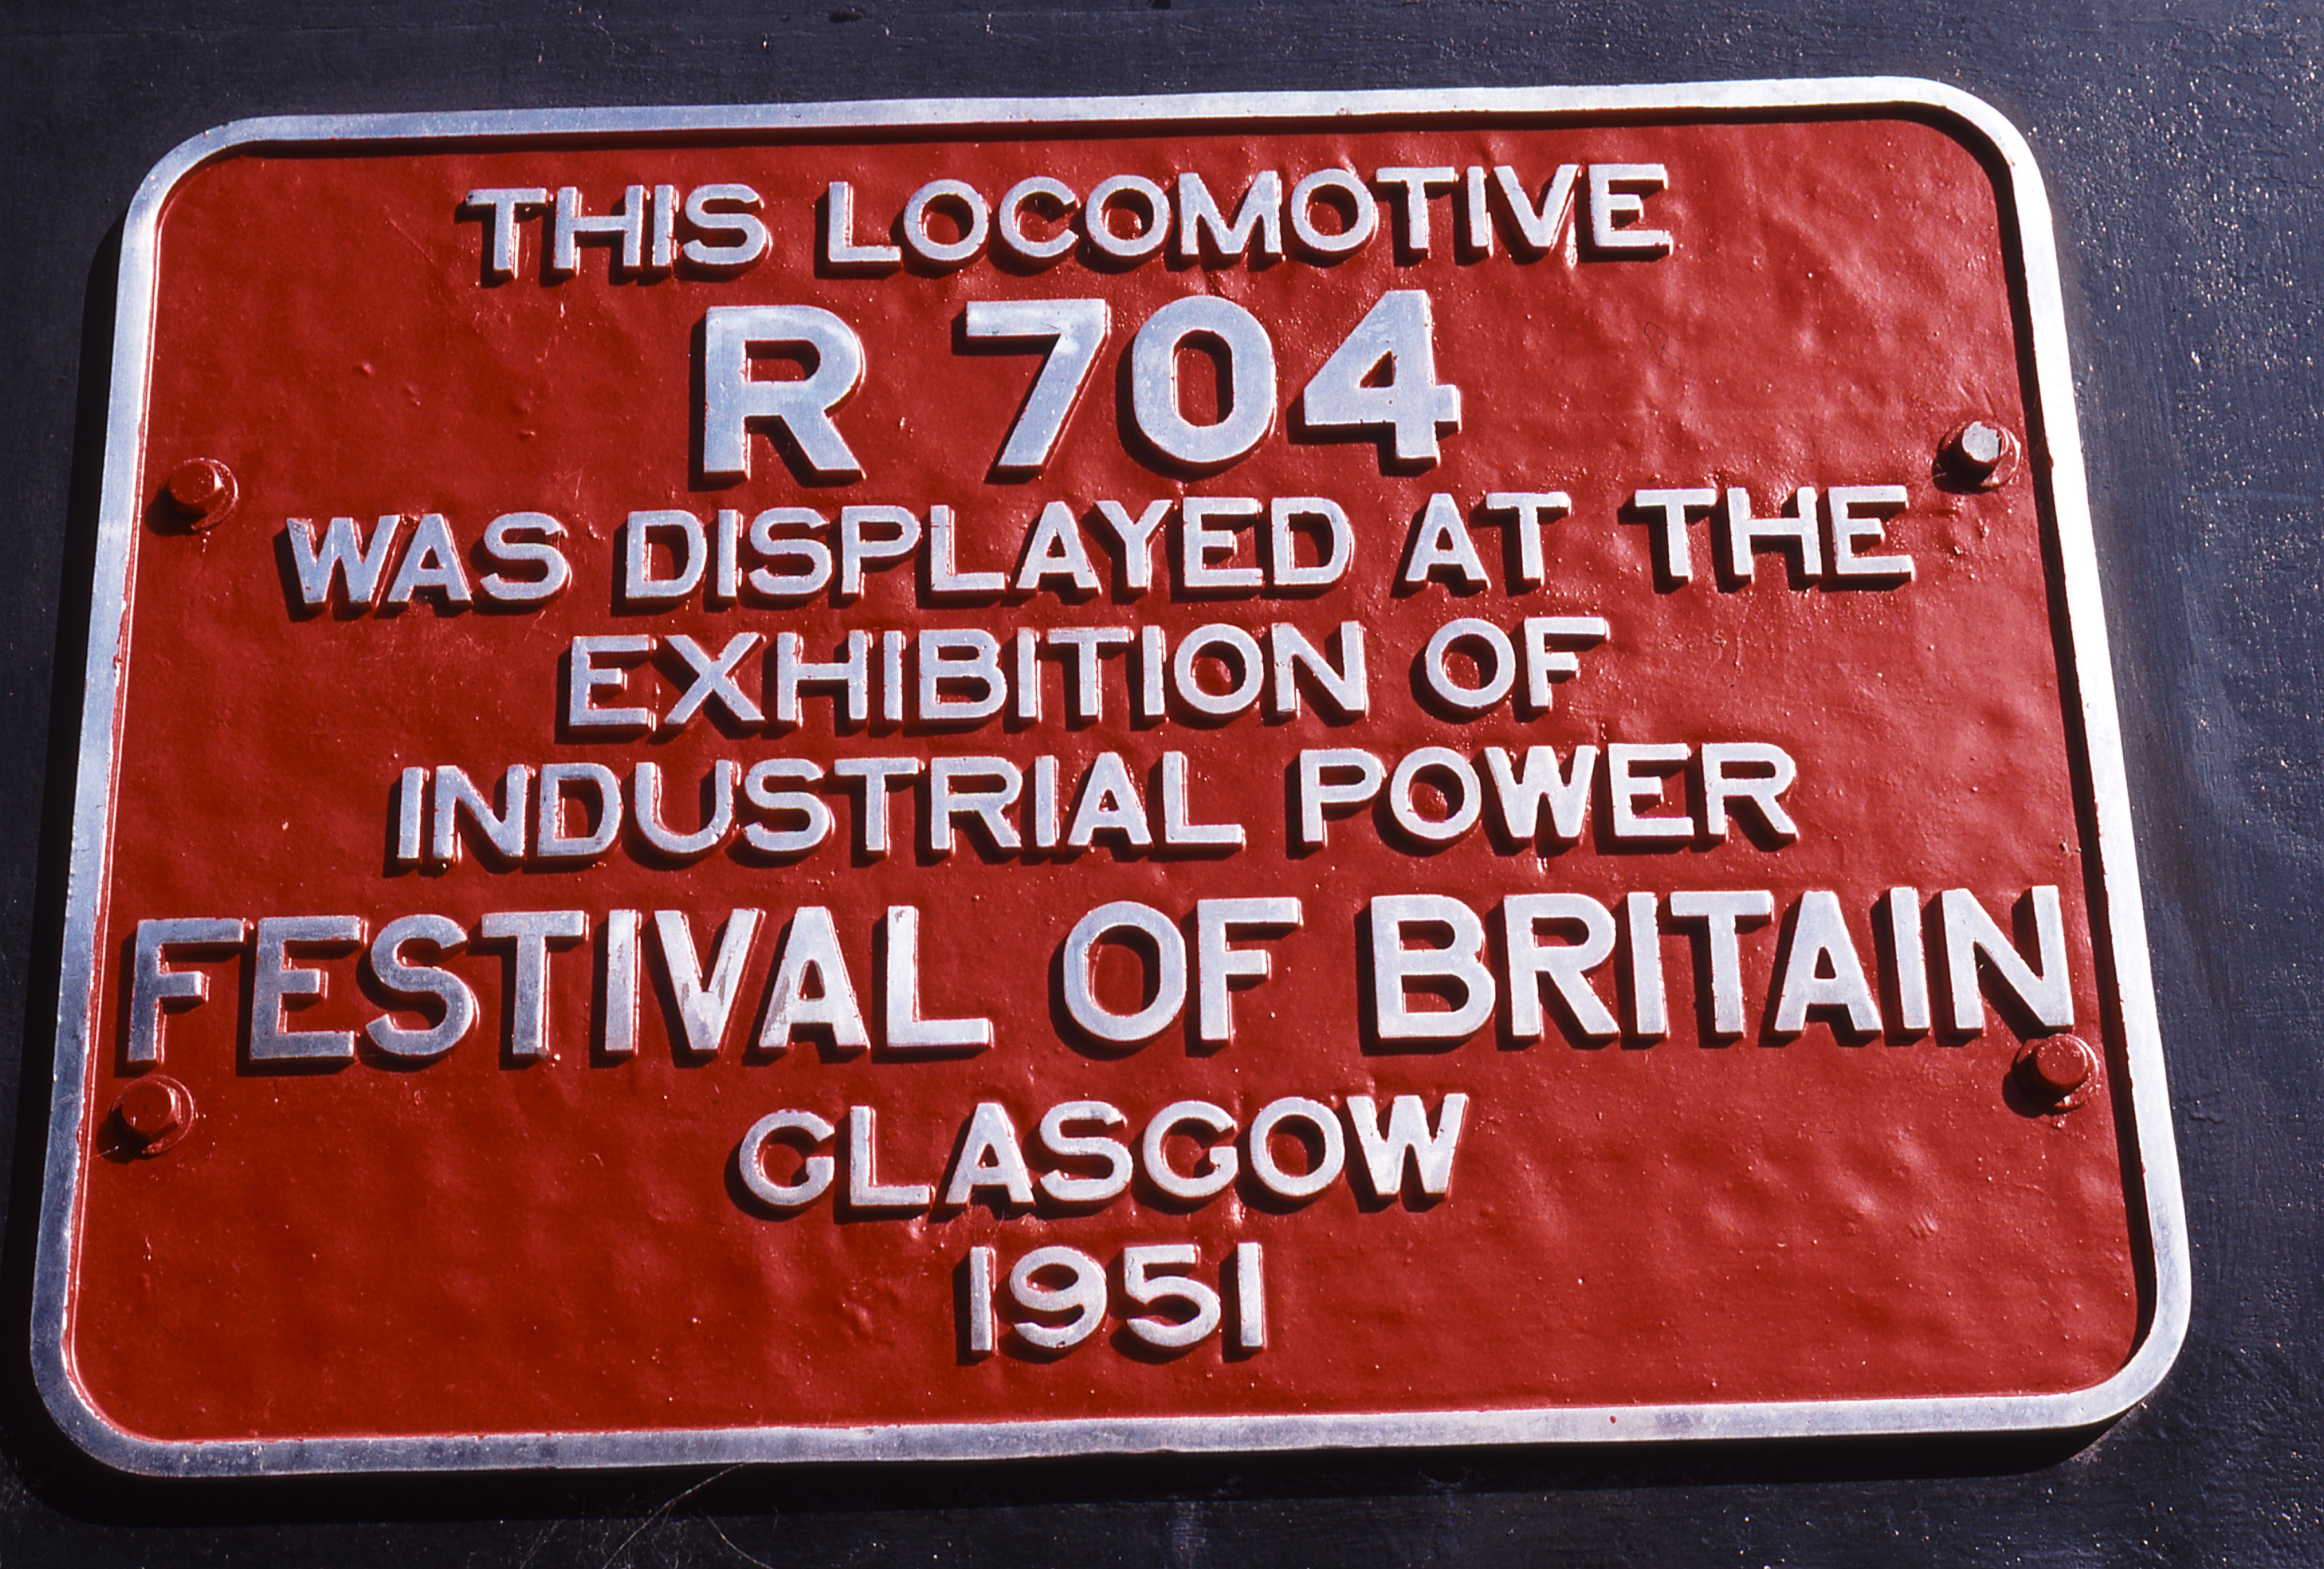 THIS LOCOMOTIVE
R 704
WAS DISPLAYED AT THE
EXHIBITION OF
INDUSTRIAL POWER
FESTIVAL OF BRITAIN
GLASGOW
1951